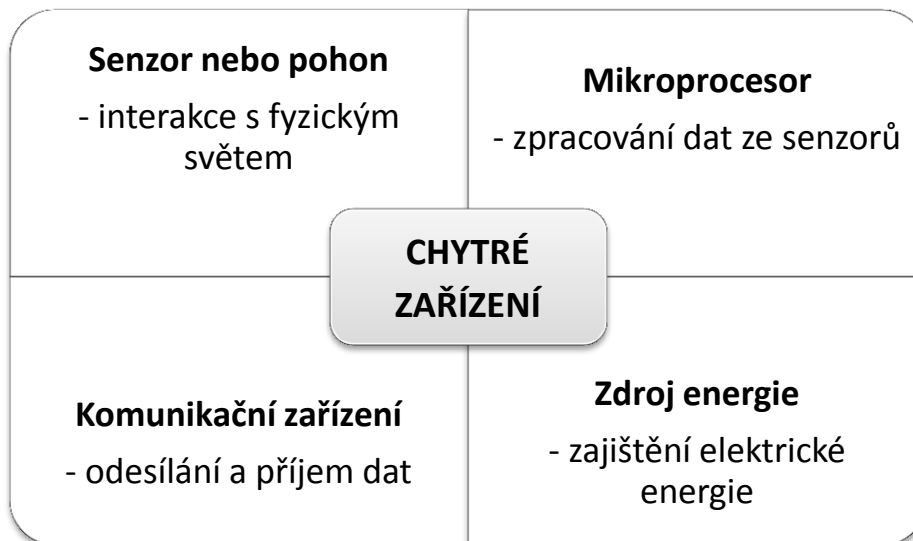 Senzor nebo pohon
- interakce s fyzickým
světem
Mikroprocesor
- zpracování dat ze senzorů
CHYTRÉ
ZAŘÍZENÍ
Komunikační zařízení
- odesílání a příjem dat
Zdroj energie
- zajištění elektrické
energie